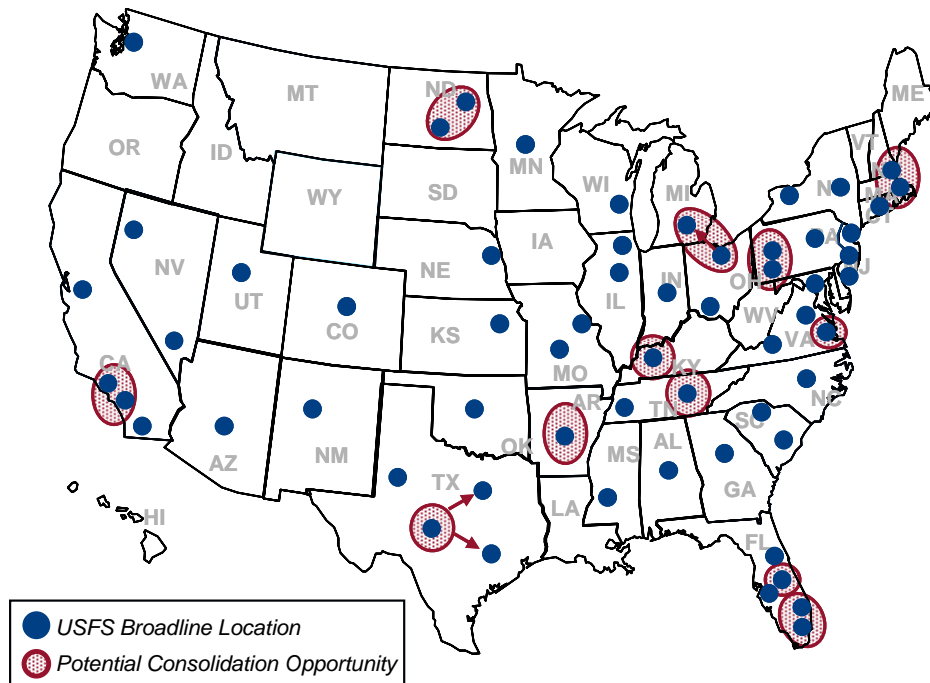 WA
MT
ND
ME
OR
ID
MN
VT
WI
MI
SD
WY
IA
NE
NV
UT
CO
IL
IN
OH
PA
NJ
CT
WV
VA
KS
MO
KY
CA
AZ
NM
OK
AR
TN
NC
SC
MS
AL
GA
LA
TX
HI
FL
USFS Broadline Location
Potential Consolidation Opportunity